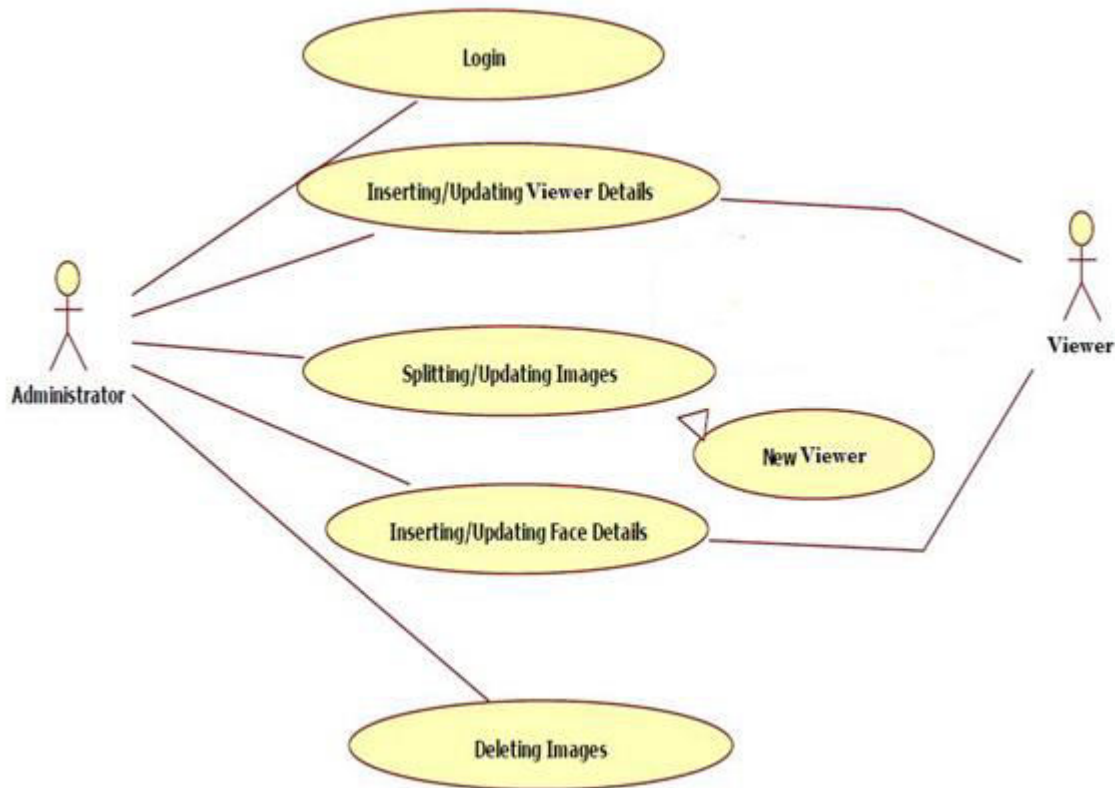 Login
Inserting/Updating Viewer Details
Administrator
Viewer
Splitting/Updating Images
New Viewer
Inserting/Updating Face Details
Deleting Images